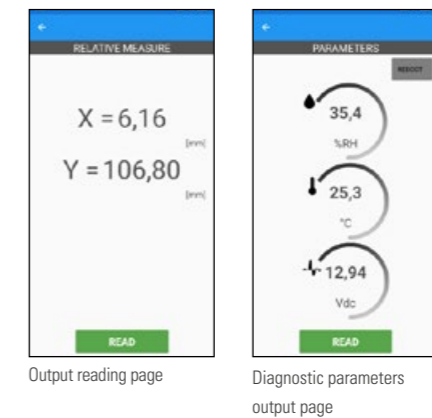 RELATIVE MEASURE
X = 6,16
[mm]
Y = 106,80
[mm]
READ
Output reading page
PARAMETERS
REBOOT
35,4
%RH
25,3
°C
12,94
Vdc
READ
Diagnostic parameters
output page